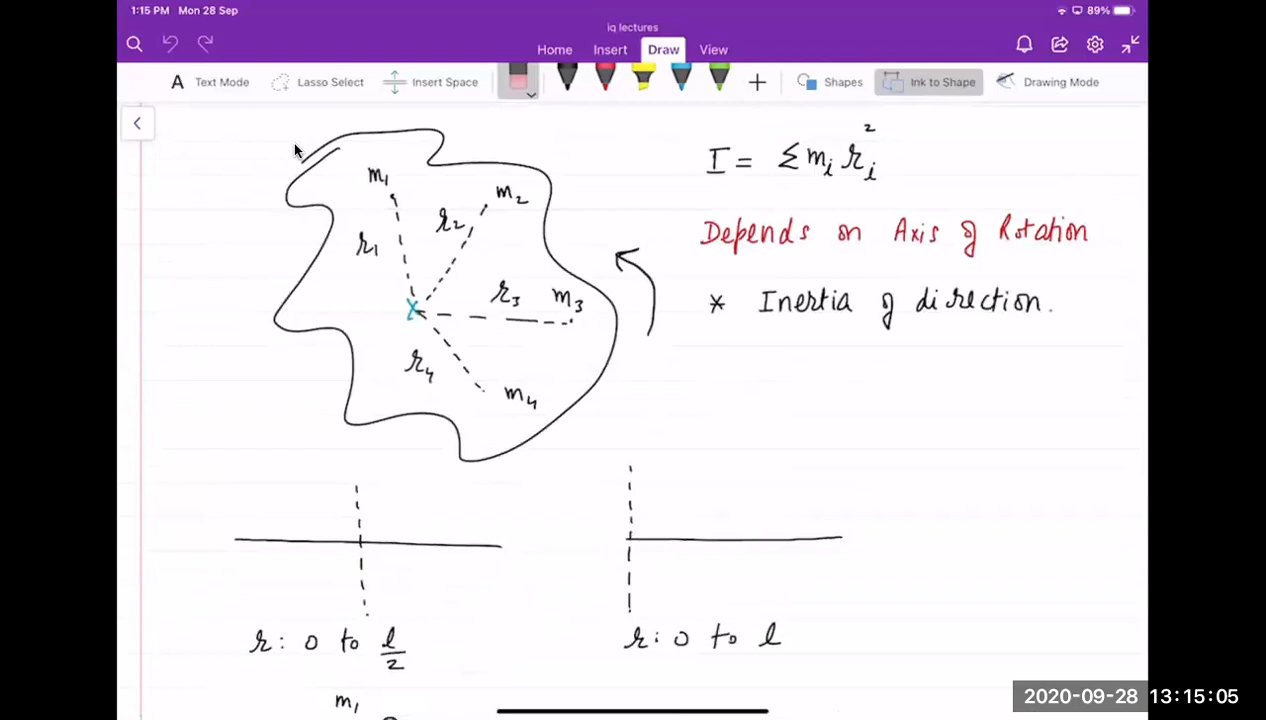 1:15 PM Mon 28 Sep
89%
iq lectures
Home Insert Draw View
Text Mode Lasso Select Insert Space Shapes Ink to Shape Drawing Mode
m₁
m₂
r₁
r₂
r₃
m₃
r₄
m₄
I = Σ mᵢ rᵢ²
Depends on Axis of Rotation
* Inertia of direction.
r: 0 to l/2
r: 0 to l
m₁
2020-09-28 13:15:05